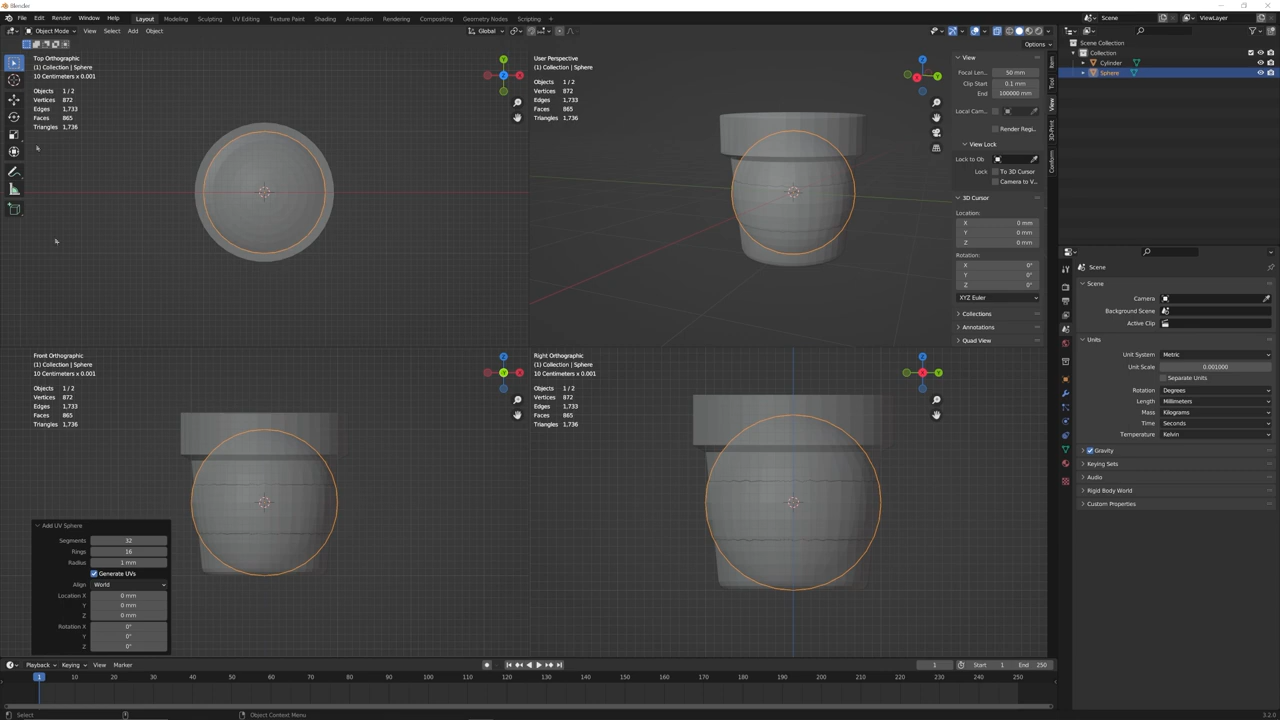 Blender
File Edit Render Window Help Layout Modeling Sculpting UV Editing Texture Paint Shading Animation Rendering Compositing Geometry Nodes Scripting Scene ViewLayer
Object Mode View Select Add Object Global
Options
Top Orthographic
(1) Collection | Sphere
10 Centimeters x 0.001
Objects 1 / 2
Vertices 872
Edges 1,733
Faces 865
Triangles 1,736
User Perspective
(1) Collection | Sphere
Objects 1 / 2
Vertices 872
Edges 1,733
Faces 865
Triangles 1,736
View
Focal Len... 50 mm
Clip Start 0.1 mm
End 100000 mm
Local Cam...
Render Regi...
View Lock
Lock to Ob
Lock To 3D Cursor
Camera to V...
3D Cursor
Location:
X 0 mm
Y 0 mm
Z 0 mm
Rotation:
X 0°
Y 0°
Z 0°
XYZ Euler
Collections
Annotations
Quad View
Item
Tool
View
3D-Print
Front Orthographic
(1) Collection | Sphere
10 Centimeters x 0.001
Objects 1 / 2
Vertices 872
Edges 1,733
Faces 865
Triangles 1,736
Right Orthographic
(1) Collection | Sphere
10 Centimeters x 0.001
Objects 1 / 2
Vertices 872
Edges 1,733
Faces 865
Triangles 1,736
Add UV Sphere
Segments 32
Rings 16
Radius 1 mm
Generate UVs
Align World
Location X 0 mm
Y 0 mm
Z 0 mm
Rotation X 0°
Y 0°
Z 0°
Scene Collection
Collection
Cylinder
Sphere
Scene
Scene
Camera
Background Scene
Active Clip
Units
Unit System Metric
Unit Scale 0.001000
Separate Units
Rotation Degrees
Length Millimeters
Mass Kilograms
Time Seconds
Temperature Kelvin
Gravity
Keying Sets
Audio
Rigid Body World
Custom Properties
Playback Keying View Marker 1 Start 1 End 250
1 10 20 30 40 50 60 70 80 90 100 110 120 130 140 150 160 170 180 190 200 210 220 230 240 250
Select Object Context Menu 3.2.0